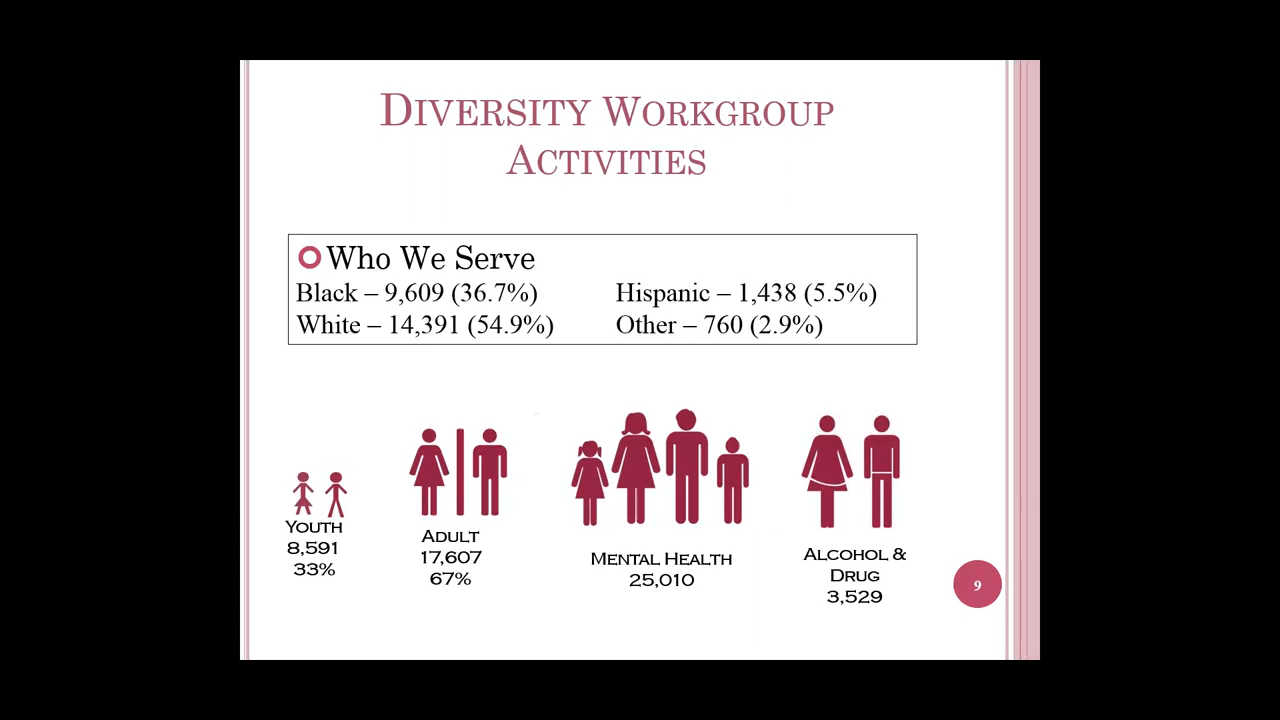 DIVERSITY WORKGROUP
ACTIVITIES
Who We Serve
Black – 9,609 (36.7%) Hispanic – 1,438 (5.5%)
White – 14,391 (54.9%) Other – 760 (2.9%)
YOUTH
8,591
33%
ADULT
17,607
67%
MENTAL HEALTH
25,010
ALCOHOL &
DRUG
3,529
9